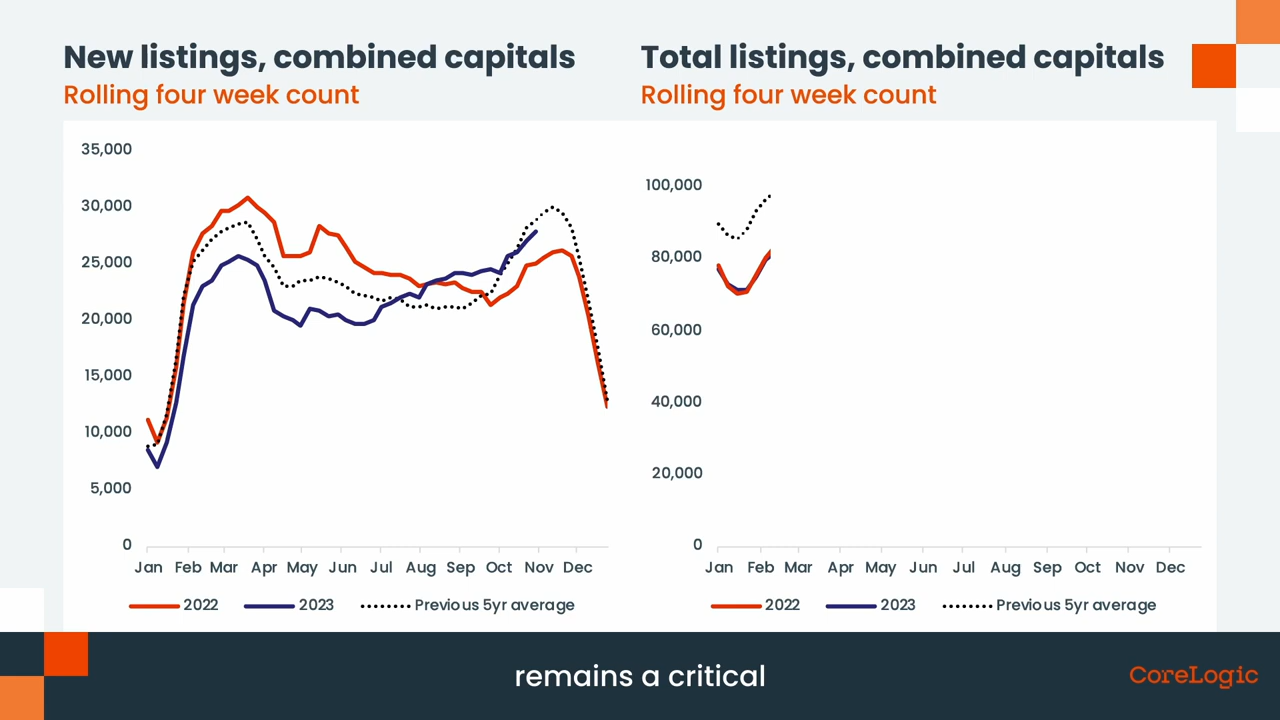 New listings, combined capitals
Rolling four week count
35,000
30,000
25,000
20,000
15,000
10,000
5,000
0
Jan Feb Mar Apr May Jun Jul Aug Sep Oct Nov Dec
2022 2023 Previous 5yr average
Total listings, combined capitals
Rolling four week count
100,000
80,000
60,000
40,000
20,000
0
Jan Feb Mar Apr May Jun Jul Aug Sep Oct Nov Dec
2022 2023 Previous 5yr average
remains a critical
CoreLogic